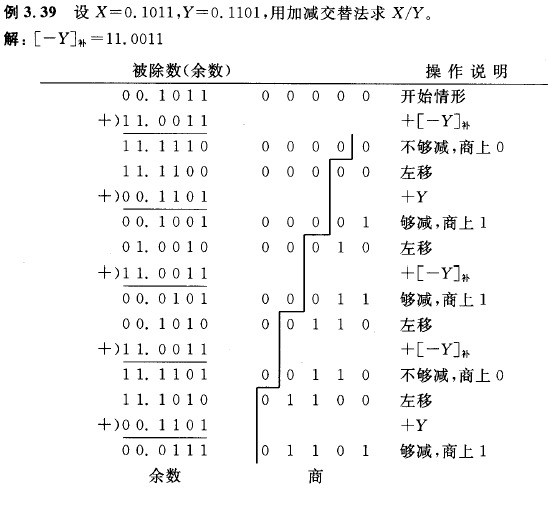 例 3.39 设 X=0.1011,Y=0.1101,用加减交替法求 X/Y。
解:[-Y]补=11.0011
被除数(余数) 操作说明
00.1011 0 0 0 0 0 开始情形
+)11.0011 +[-Y]补
11.1110 0 0 0 0 0 不够减,商上 0
11.1100 0 0 0 0 0 左移
+)00.1101 +Y
00.1001 0 0 0 0 1 够减,商上 1
01.0010 0 0 0 1 0 左移
+)11.0011 +[-Y]补
00.0101 0 0 0 1 1 够减,商上 1
00.1010 0 0 1 1 0 左移
+)11.0011 +[-Y]补
11.1101 0 0 1 1 0 不够减,商上 0
11.1010 0 1 1 0 0 左移
+)00.1101 +Y
00.0111 0 1 1 0 1 够减,商上 1
余数 商